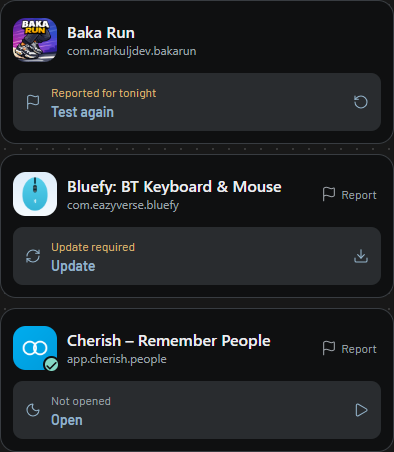 BAKA
RUN
Baka Run
com.markuljdev.bakarun
Reported for tonight
Test again
Bluefy: BT Keyboard & Mouse
com.eazyverse.bluefy
Report
Update required
Update
Cherish – Remember People
app.cherish.people
Report
Not opened
Open